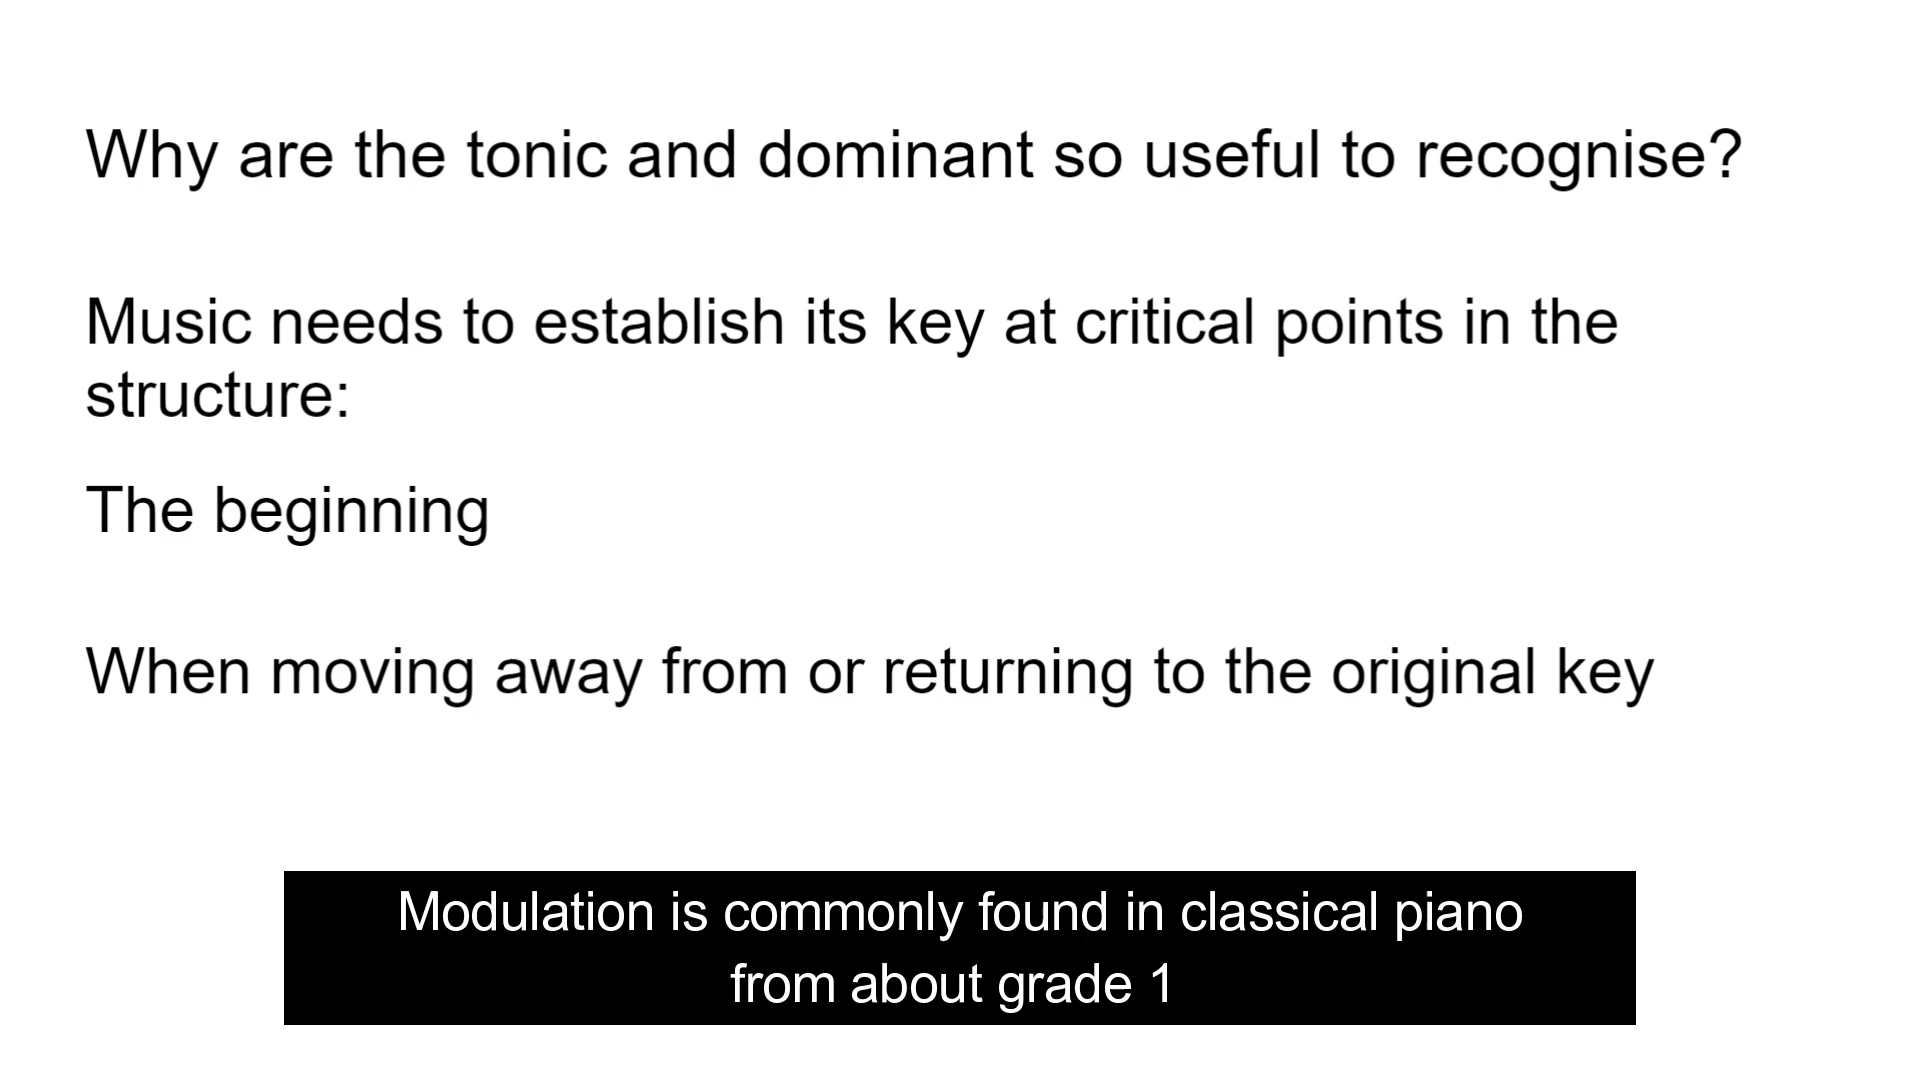 Why are the tonic and dominant so useful to recognise?
Music needs to establish its key at critical points in the
structure:
The beginning
When moving away from or returning to the original key
Modulation is commonly found in classical piano
from about grade 1